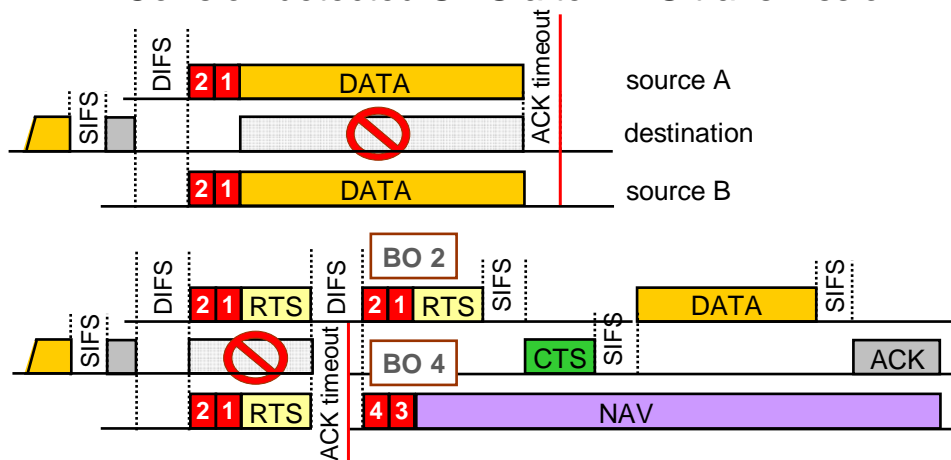 DIFS
2 1 DATA
ACK timeout
source A
SIFS
destination
2 1 DATA
source B
BO 2
DIFS
2 1 RTS
DIFS
2 1 RTS
SIFS
DATA
SIFS
SIFS
ACK timeout
BO 4
CTS
SIFS
ACK
2 1 RTS
4 3 NAV